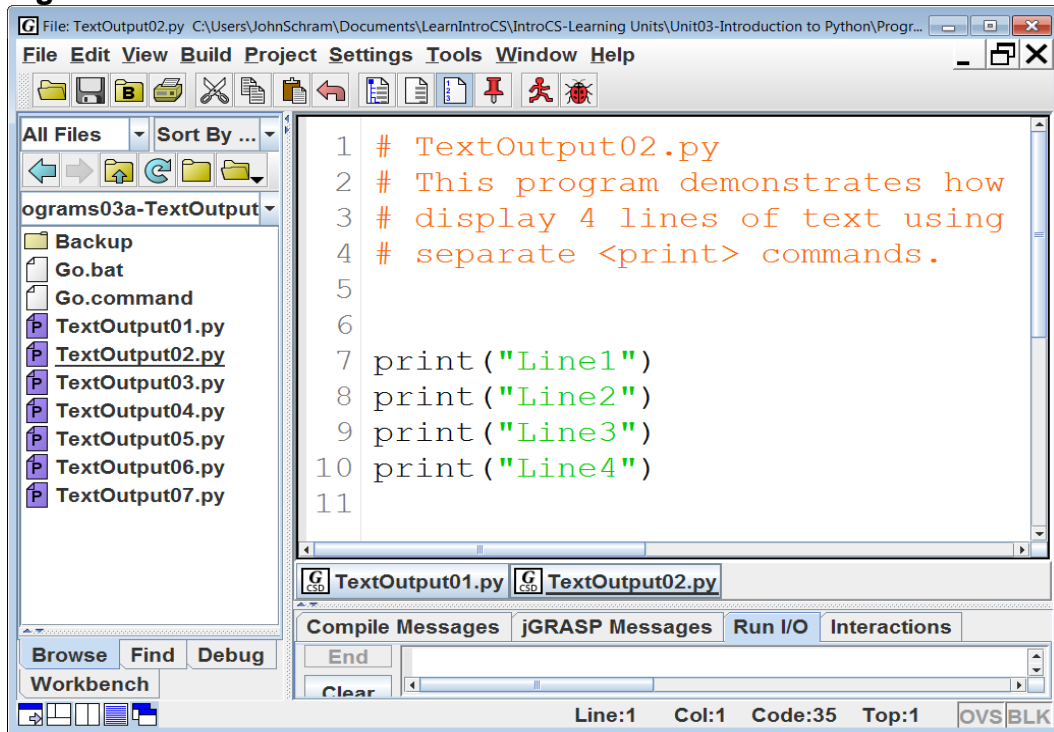 File: TextOutput02.py C:\Users\JohnSchram\Documents\LearnIntroCS\IntroCS-Learning Units\Unit03-Introduction to Python\Progr...
File Edit View Build Project Settings Tools Window Help
All Files Sort By ...
ograms03a-TextOutput
Backup
Go.bat
Go.command
TextOutput01.py
TextOutput02.py
TextOutput03.py
TextOutput04.py
TextOutput05.py
TextOutput06.py
TextOutput07.py
Browse Find Debug
Workbench
1 # TextOutput02.py
2 # This program demonstrates how
3 # display 4 lines of text using
4 # separate <print> commands.
5
6
7 print("Line1")
8 print("Line2")
9 print("Line3")
10 print("Line4")
11
TextOutput01.py TextOutput02.py
Compile Messages jGRASP Messages Run I/O Interactions
End
Clear
Line:1 Col:1 Code:35 Top:1 OVS BLK